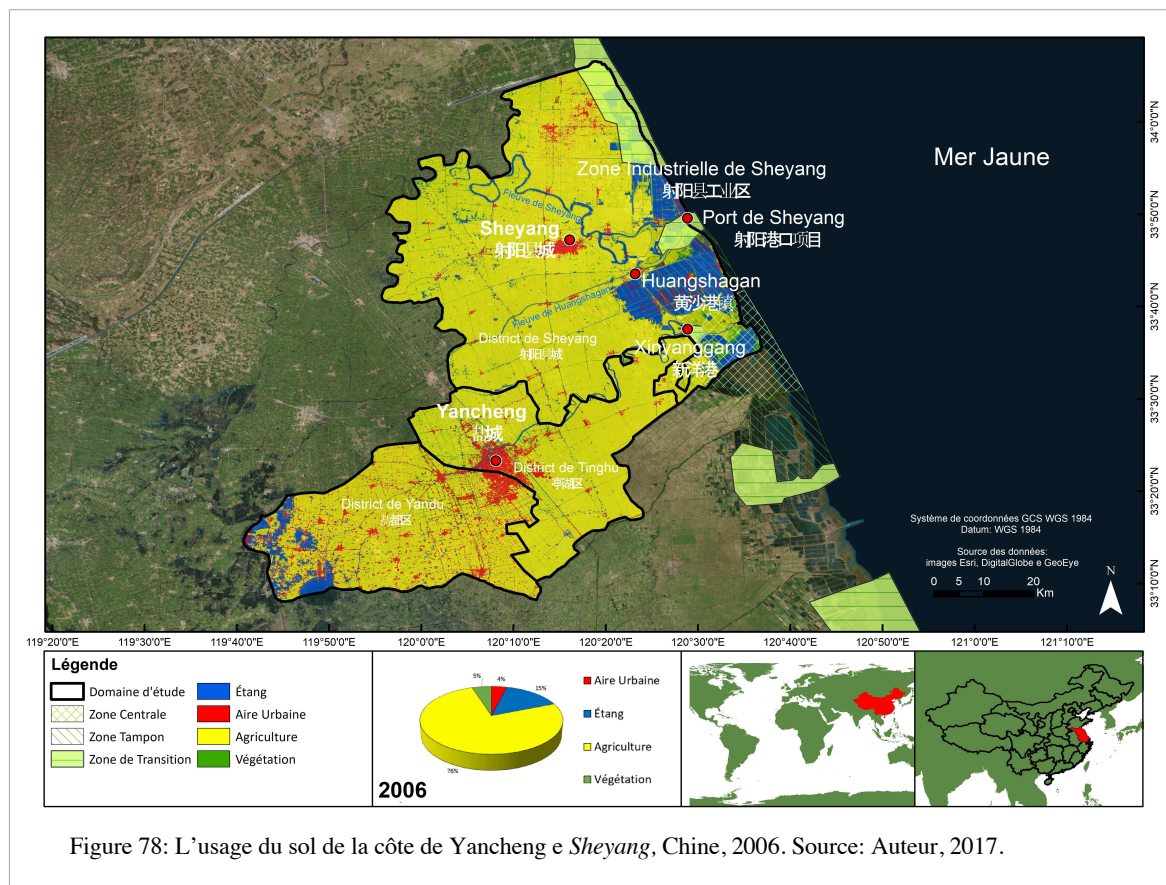 Mer Jaune
Zone Industrielle de Sheyang
射阳县工业区
Port de Sheyang
射阳港口项目
Fleuve de Sheyang
Sheyang
射阳县城
Huangshagan
黄沙港镇
Fleuve de Huangshagan
District de Sheyang
射阳县城
Xinyanggang
新洋港
Yancheng
盐城
District de Tinghu
亭湖区
District de Yandu
盐都区
Système de coordonnées GCS WGS 1984
Datum: WGS 1984
Source des données:
images Esri, DigitalGlobe e GeoEye
0 5 10 20
Km
N
34°0'0"N
33°50'0"N
33°40'0"N
33°30'0"N
33°20'0"N
33°10'0"N
119°20'0"E 119°30'0"E 119°40'0"E 119°50'0"E 120°0'0"E 120°10'0"E 120°20'0"E 120°30'0"E 120°40'0"E 120°50'0"E 121°0'0"E 121°10'0"E
Légende
Domaine d'étude
Zone Centrale
Zone Tampon
Zone de Transition
Étang
Aire Urbaine
Agriculture
Végétation
5%
4%
15%
76%
2006
Aire Urbaine
Étang
Agriculture
Végétation
Figure 78: L'usage du sol de la côte de Yancheng e Sheyang, Chine, 2006. Source: Auteur, 2017.